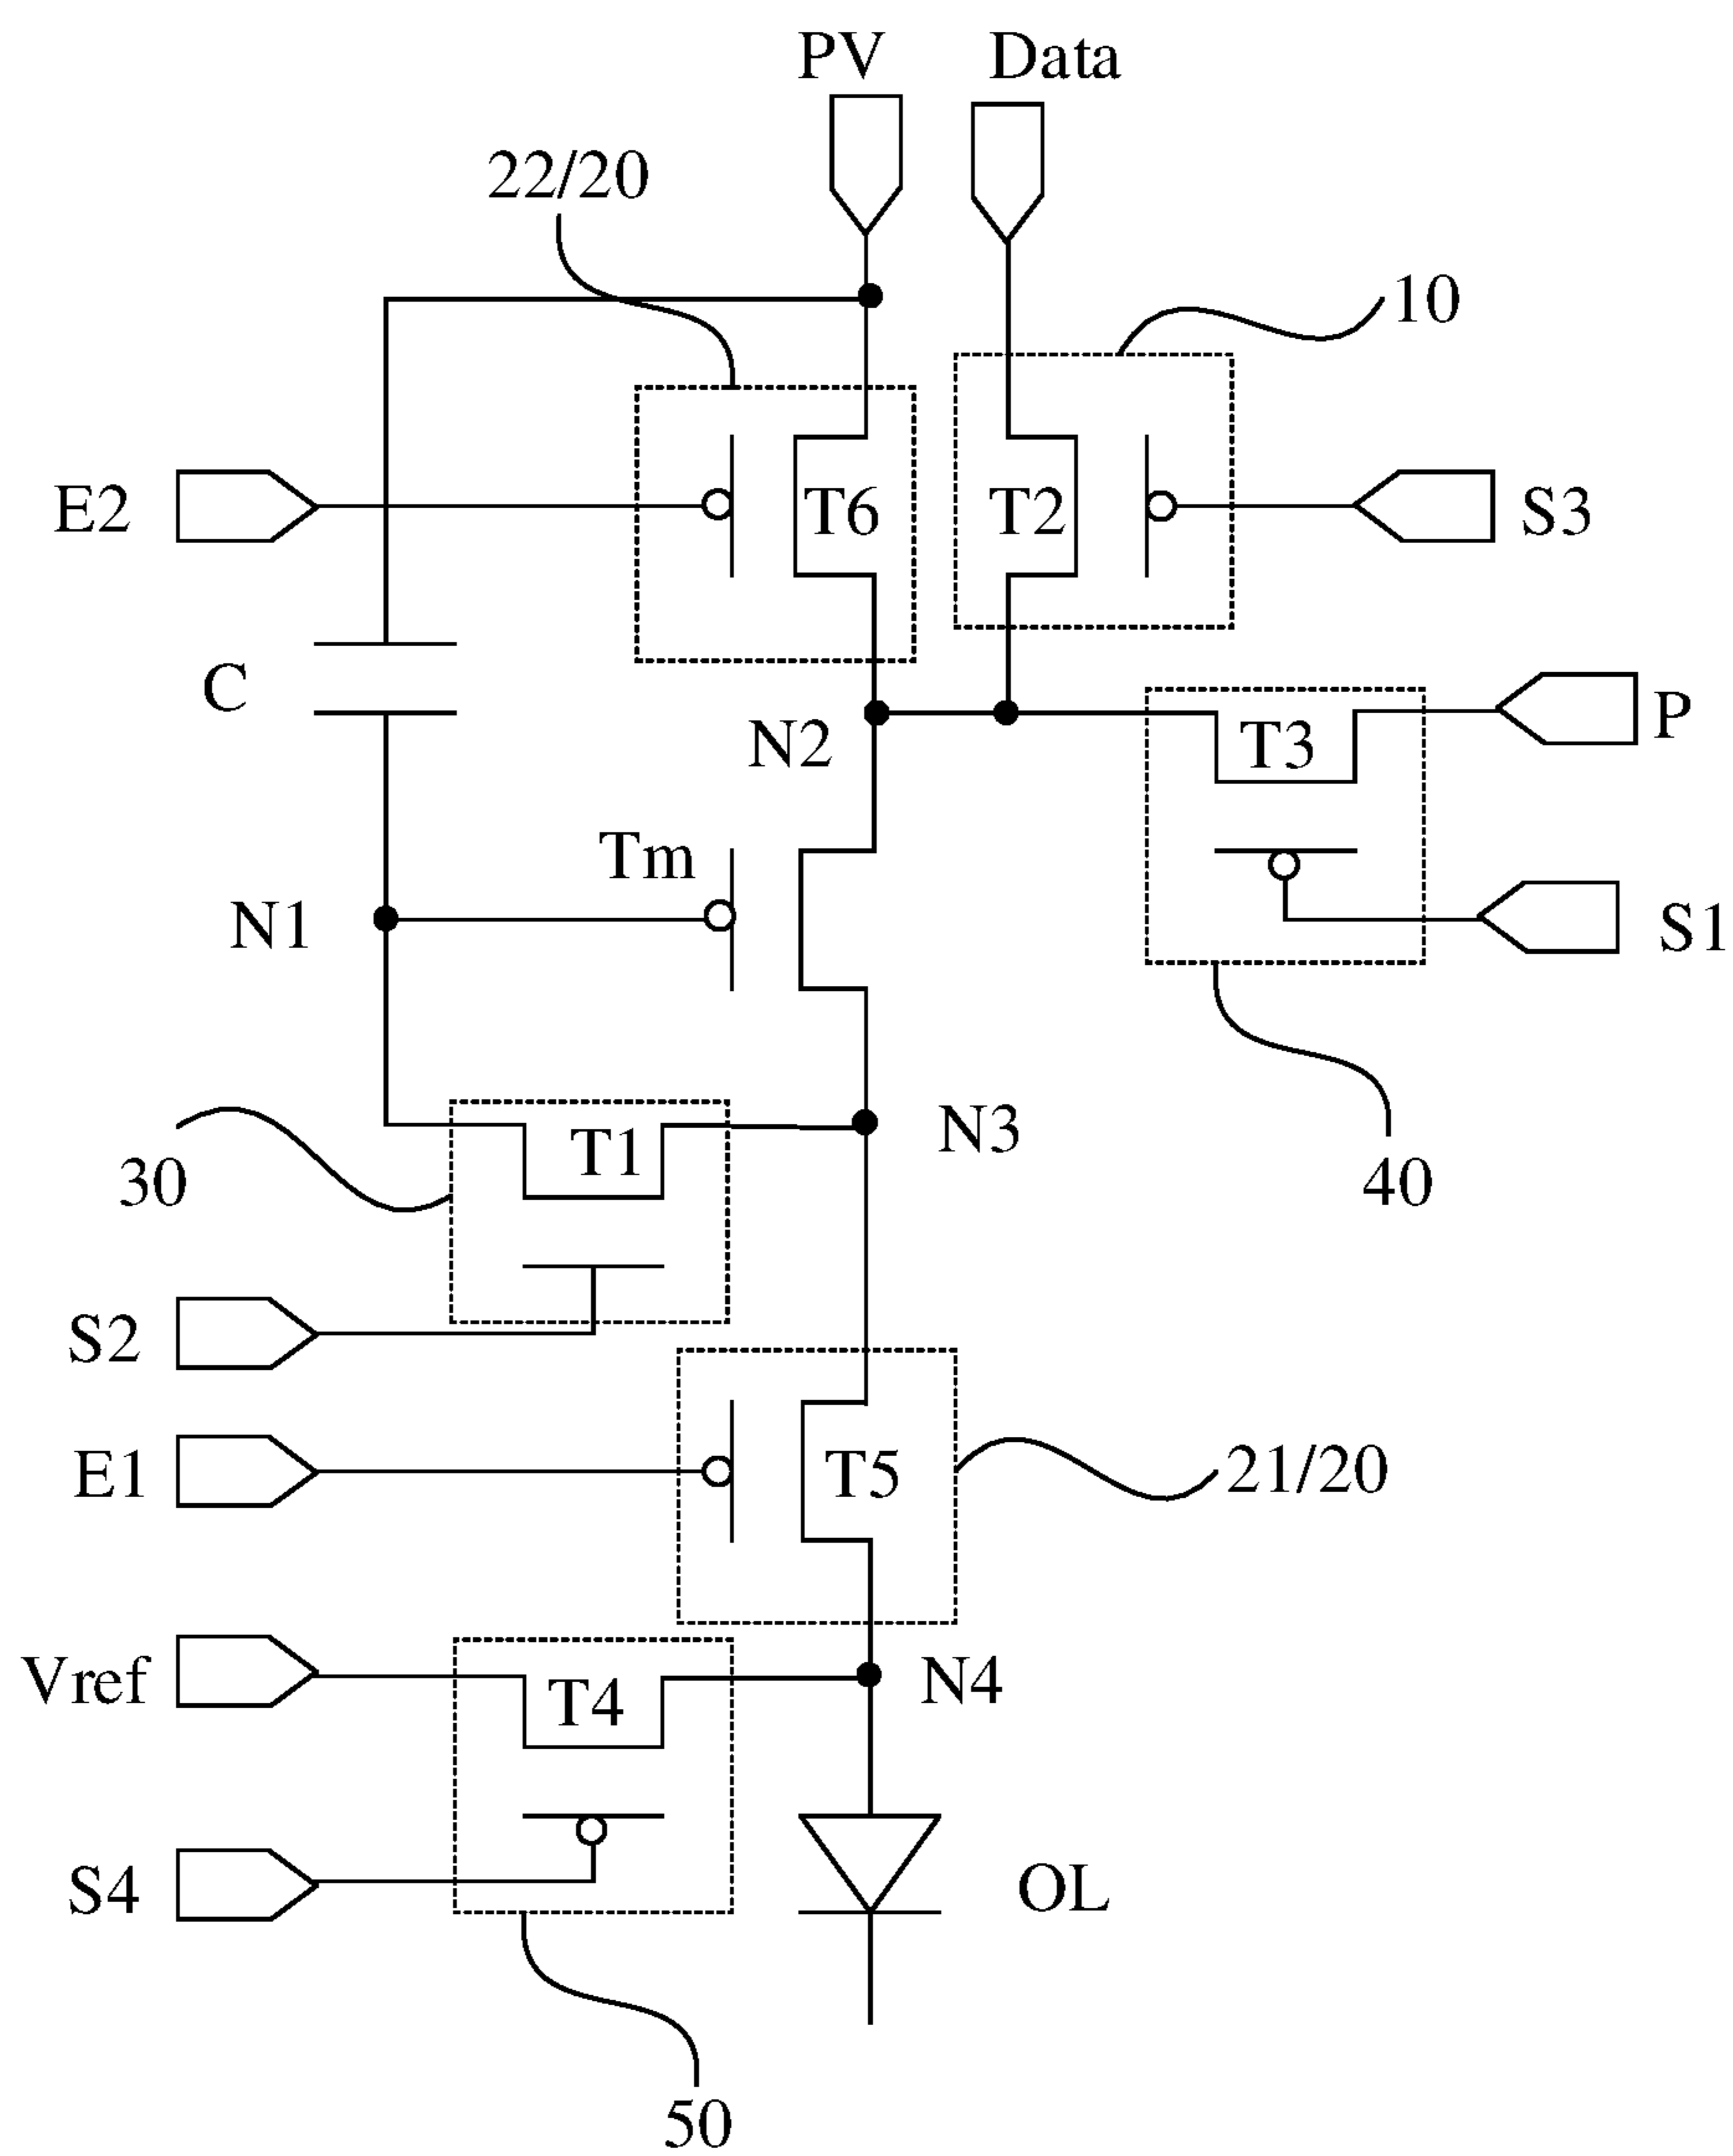 PV
Data
22/20
10
E2
T6
T2
S3
C
N2
T3
P
Tm
N1
S1
T1
N3
30
40
S2
E1
T5
21/20
Vref
T4
N4
S4
OL
50